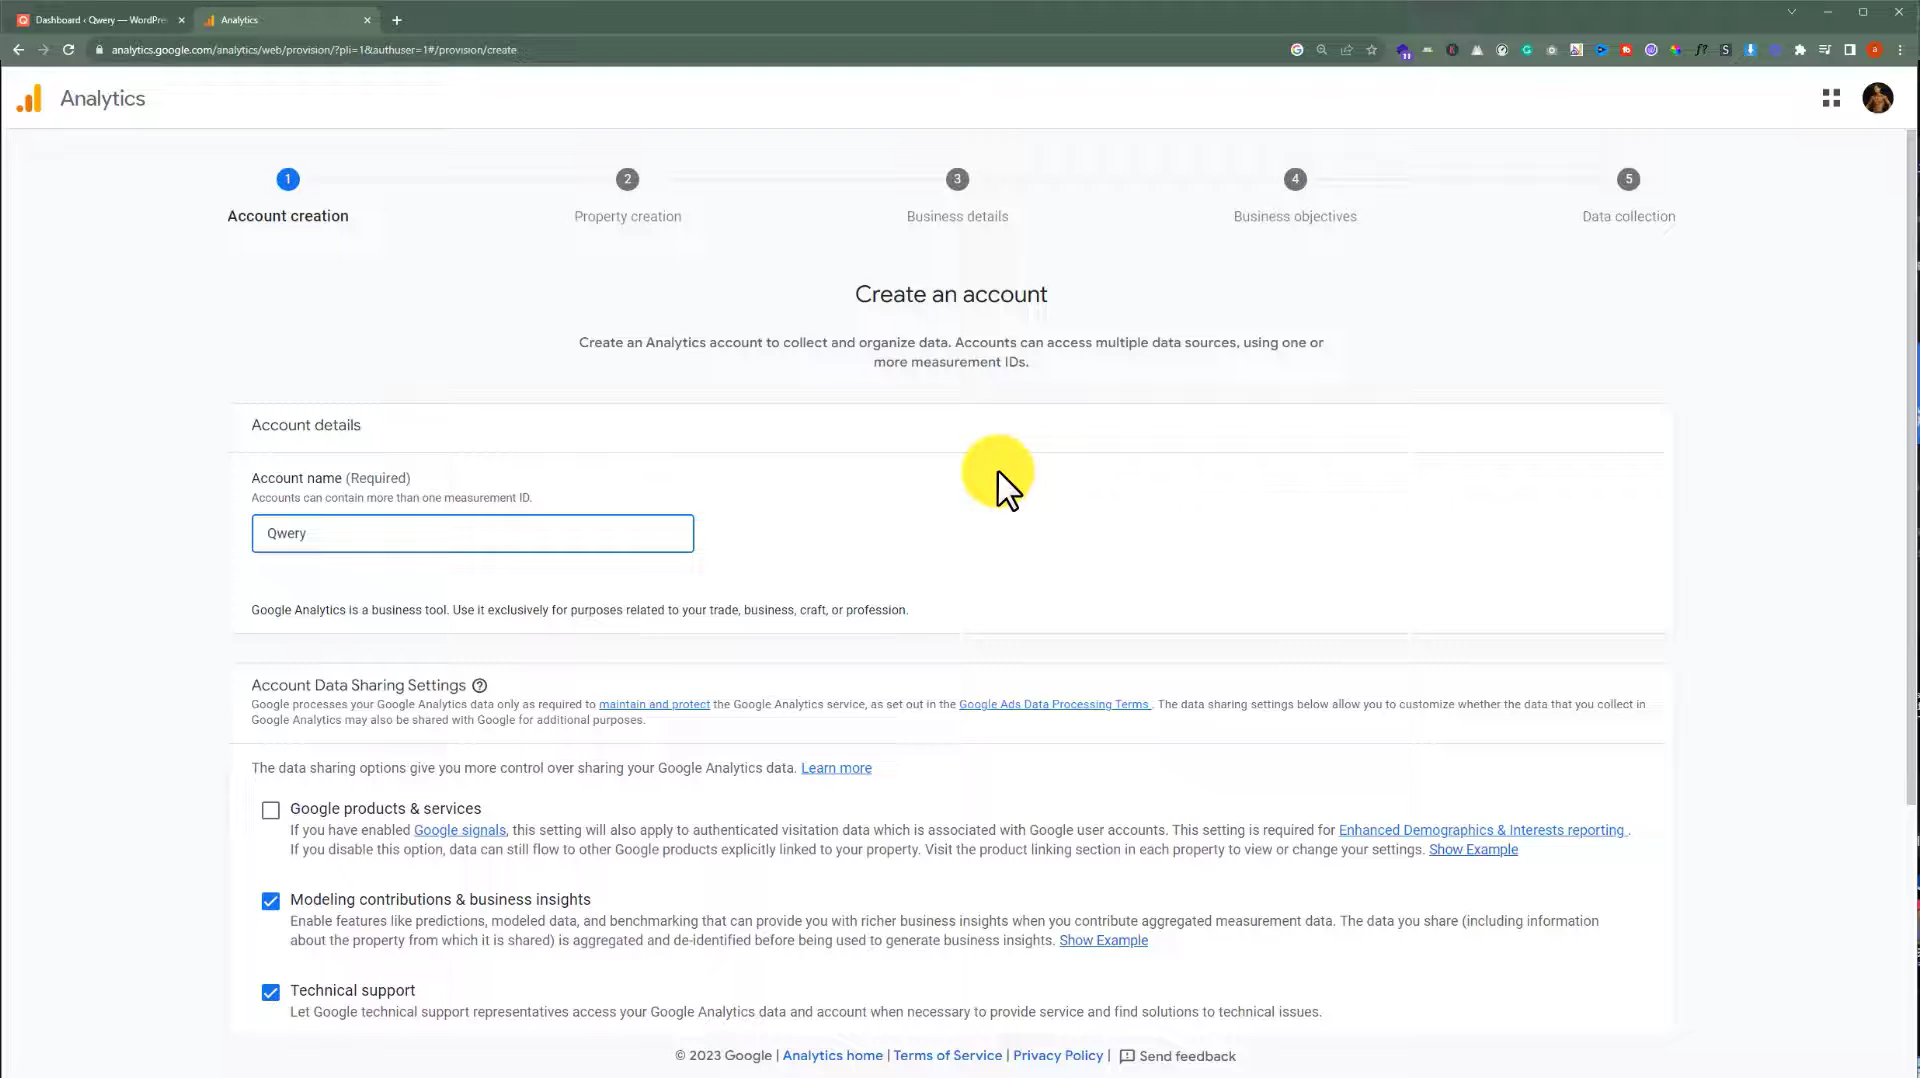 Dashboard ‹ Qwery — WordPre
Analytics
analytics.google.com/analytics/web/provision/?pli=1&authuser=1#/provision/create
11
f?
S
a
Analytics
1
2
3
4
5
Account creation
Property creation
Business details
Business objectives
Data collection
Create an account
Create an Analytics account to collect and organize data. Accounts can access multiple data sources, using one or
more measurement IDs.
Account details
Account name (Required)
Accounts can contain more than one measurement ID.
Qwery
Google Analytics is a business tool. Use it exclusively for purposes related to your trade, business, craft, or profession.
Account Data Sharing Settings
Google processes your Google Analytics data only as required to maintain and protect the Google Analytics service, as set out in the Google Ads Data Processing Terms . The data sharing settings below allow you to customize whether the data that you collect in
Google Analytics may also be shared with Google for additional purposes.
The data sharing options give you more control over sharing your Google Analytics data. Learn more
Google products & services
If you have enabled Google signals, this setting will also apply to authenticated visitation data which is associated with Google user accounts. This setting is required for Enhanced Demographics & Interests reporting .
If you disable this option, data can still flow to other Google products explicitly linked to your property. Visit the product linking section in each property to view or change your settings. Show Example
Modeling contributions & business insights
Enable features like predictions, modeled data, and benchmarking that can provide you with richer business insights when you contribute aggregated measurement data. The data you share (including information
about the property from which it is shared) is aggregated and de-identified before being used to generate business insights. Show Example
Technical support
Let Google technical support representatives access your Google Analytics data and account when necessary to provide service and find solutions to technical issues.
© 2023 Google | Analytics home | Terms of Service | Privacy Policy | Send feedback